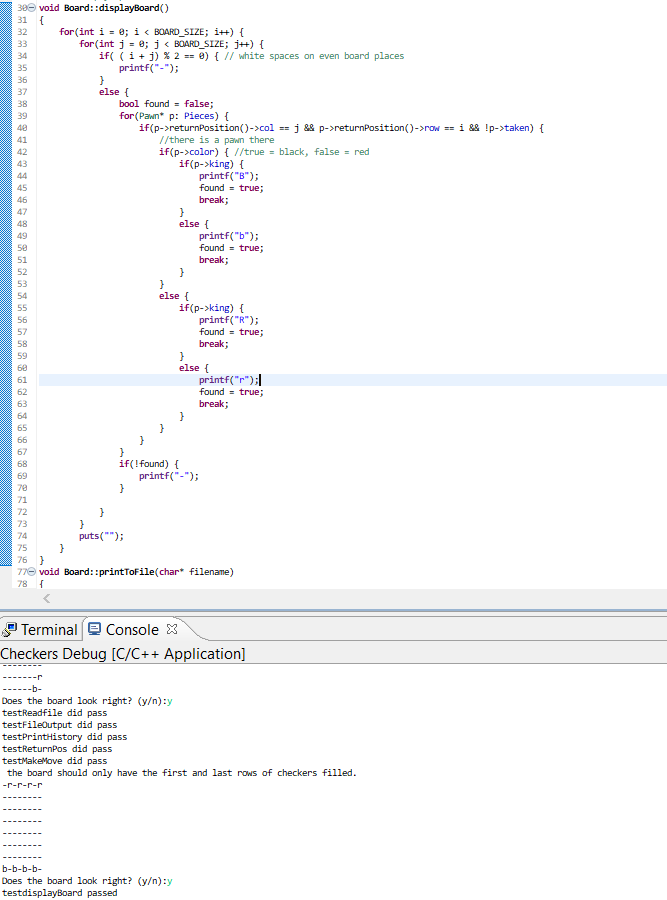 30 void Board::displayBoard()
31 {
32     for(int i = 0; i < BOARD_SIZE; i++) {
33         for(int j = 0; j < BOARD_SIZE; j++) {
34             if( ( i + j) % 2 == 0) { // white spaces on even board places
35                 printf("-");
36             }
37             else {
38                 bool found = false;
39                 for(Pawn* p: Pieces) {
40                     if(p->returnPosition()->col == j && p->returnPosition()->row == i && !p->taken) {
41                         //there is a pawn there
42                         if(p->color) { //true = black, false = red
43                             if(p->king) {
44                                 printf("B");
45                                 found = true;
46                                 break;
47                             }
48                             else {
49                                 printf("b");
50                                 found = true;
51                                 break;
52                             }
53                         }
54                         else {
55                             if(p->king) {
56                                 printf("R");
57                                 found = true;
58                                 break;
59                             }
60                             else {
61                                 printf("r");
62                                 found = true;
63                                 break;
64                             }
65                         }
66                     }
67                 }
68                 if(!found) {
69                     printf("-");
70                 }
71
72             }
73         }
74         puts("");
75     }
76 }
77 void Board::printToFile(char* filename)
78 {
Terminal Console
Checkers Debug [C/C++ Application]
--------
-------r
------b-
Does the board look right? (y/n):y
testReadfile did pass
testFileOutput did pass
testPrintHistory did pass
testReturnPos did pass
testMakeMove did pass
 the board should only have the first and last rows of checkers filled.
-r-r-r-r
--------
--------
--------
--------
--------
--------
b-b-b-b-
Does the board look right? (y/n):y
testdisplayBoard passed